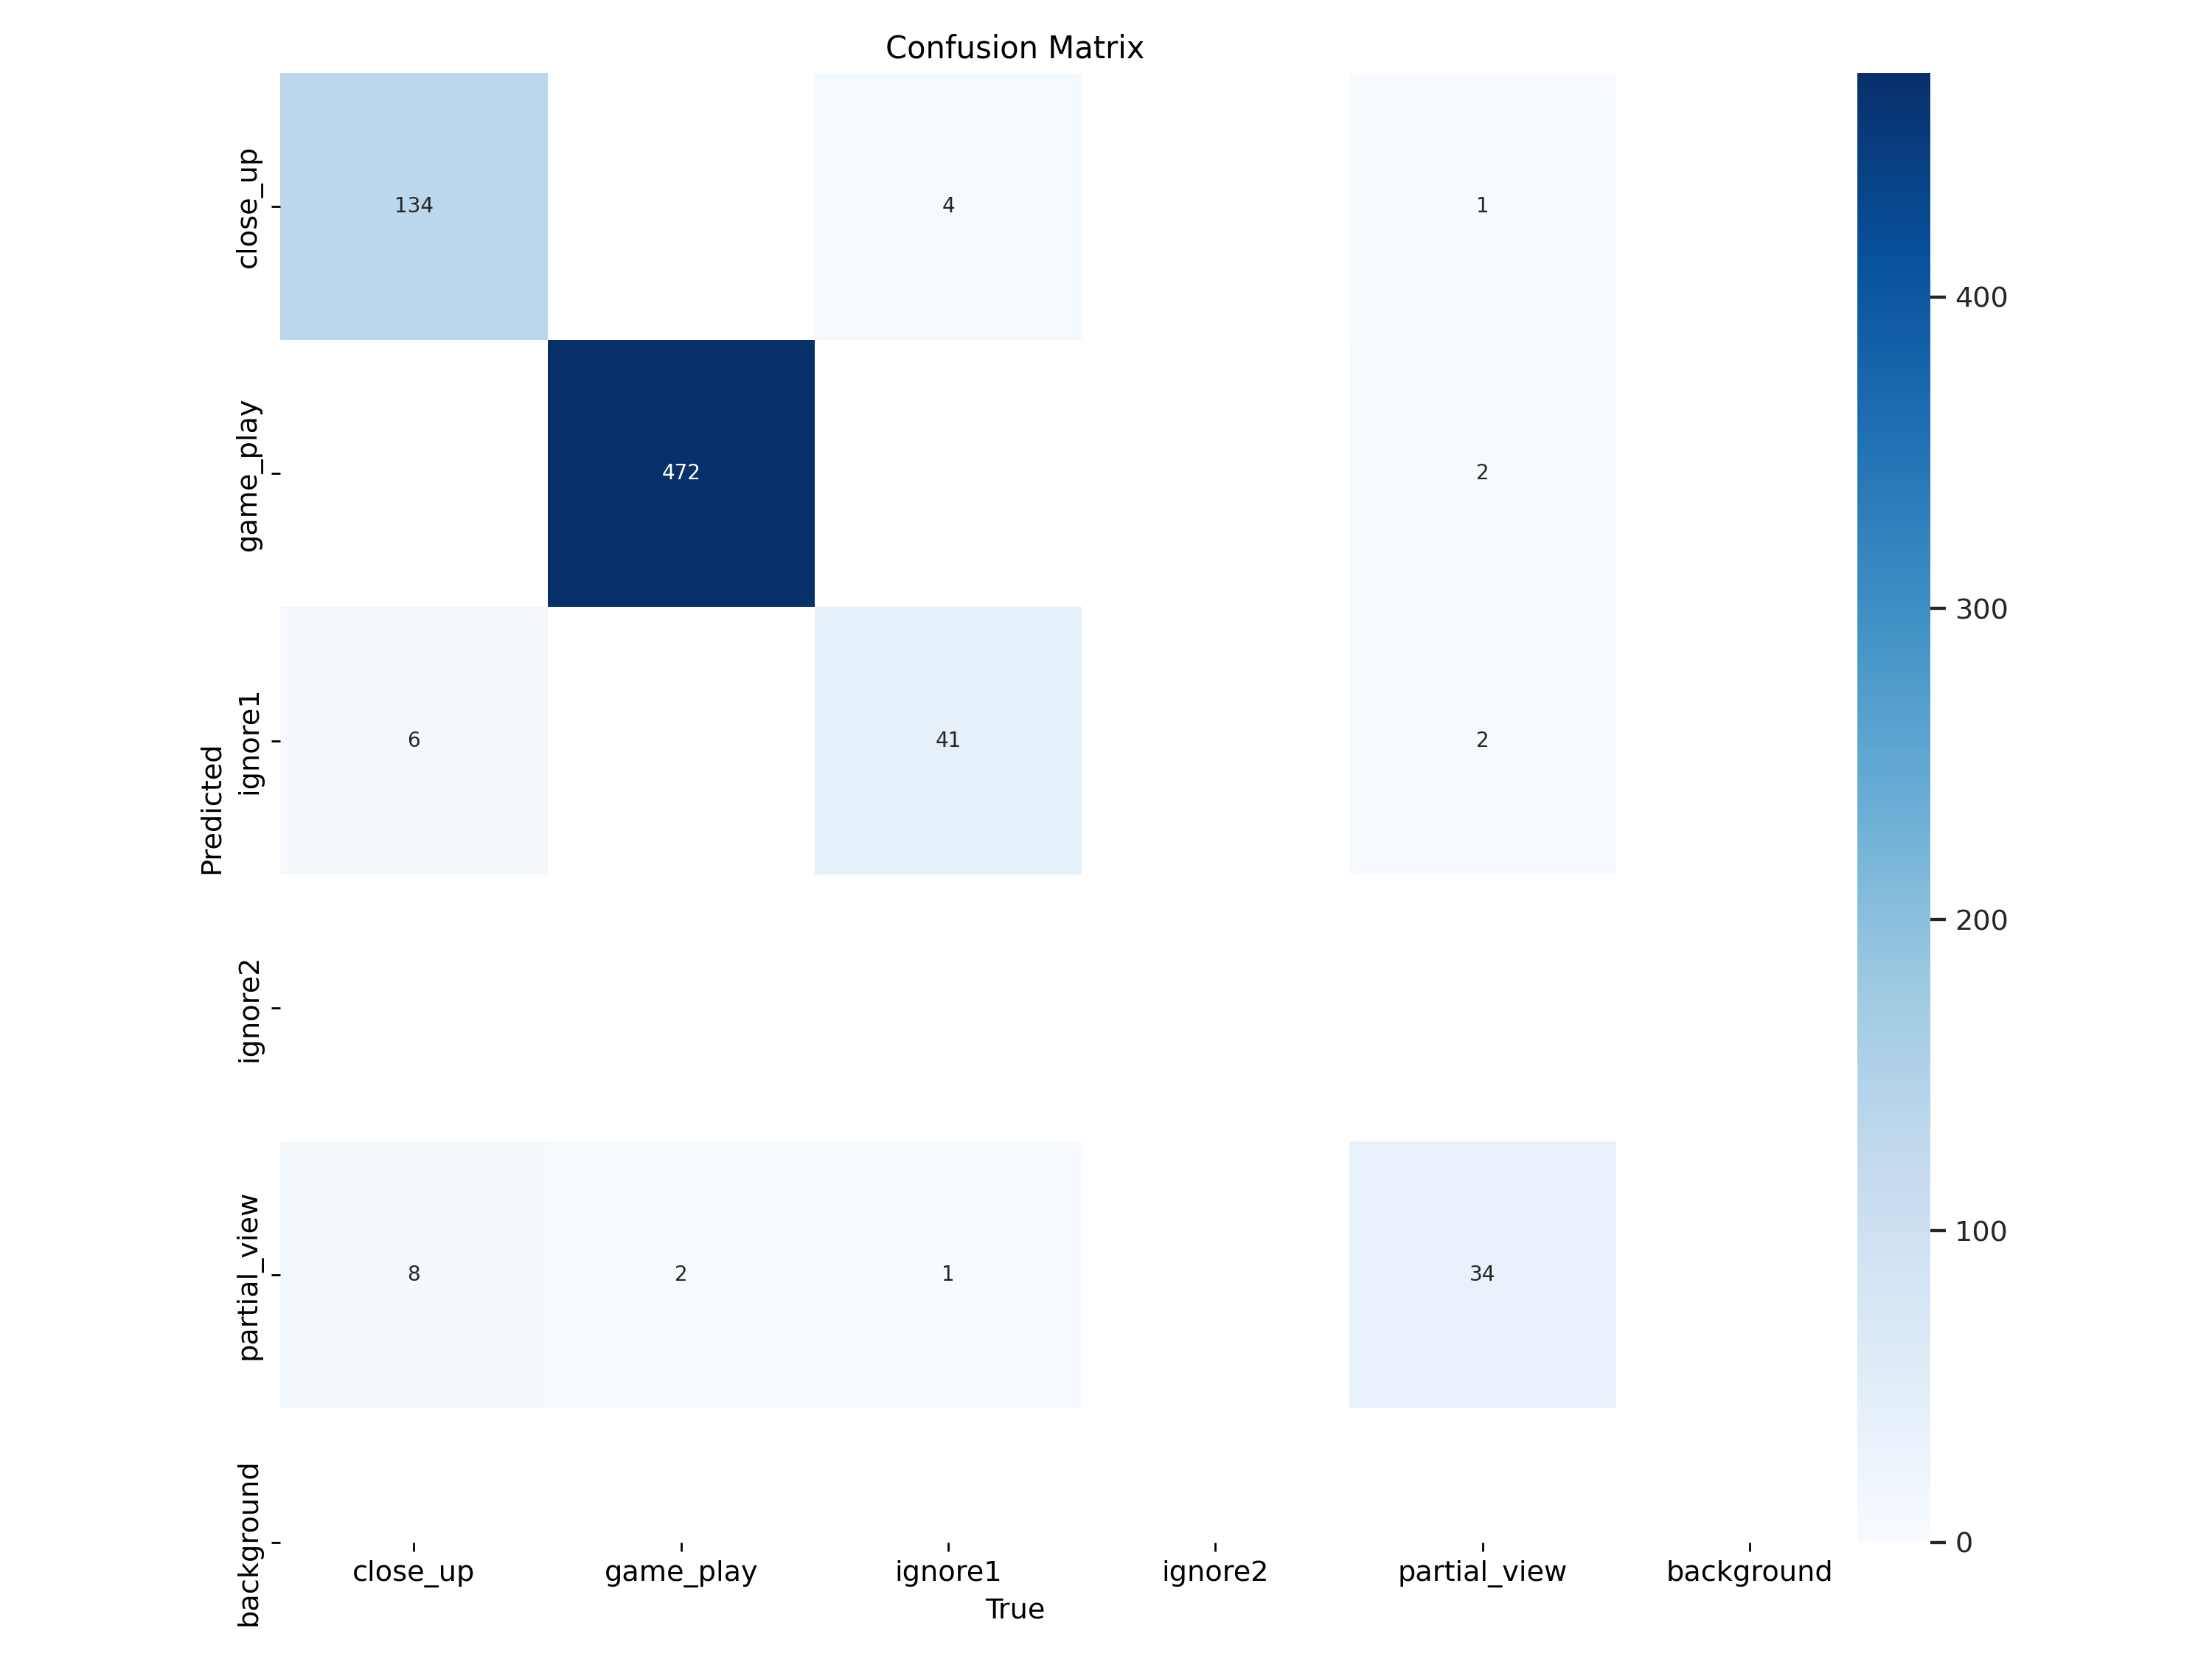 Confusion Matrix
close_up
134
4
1
game_play
472
2
ignore1
6
41
2
ignore2
partial_view
8
2
1
34
background
Predicted
close_up
game_play
ignore1
ignore2
partial_view
background
True
400
300
200
100
0